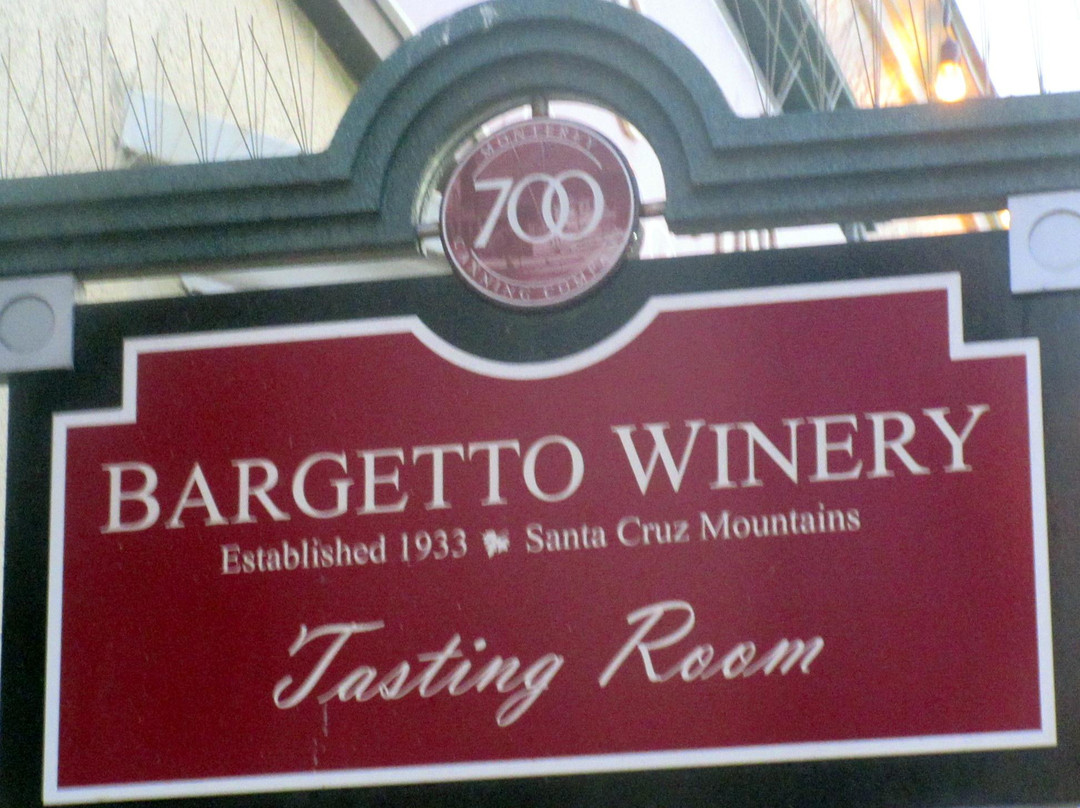 MONTEREY
700
CANNING COMPANY
BARGETTO WINERY
Established 1933 Santa Cruz Mountains
Tasting Room